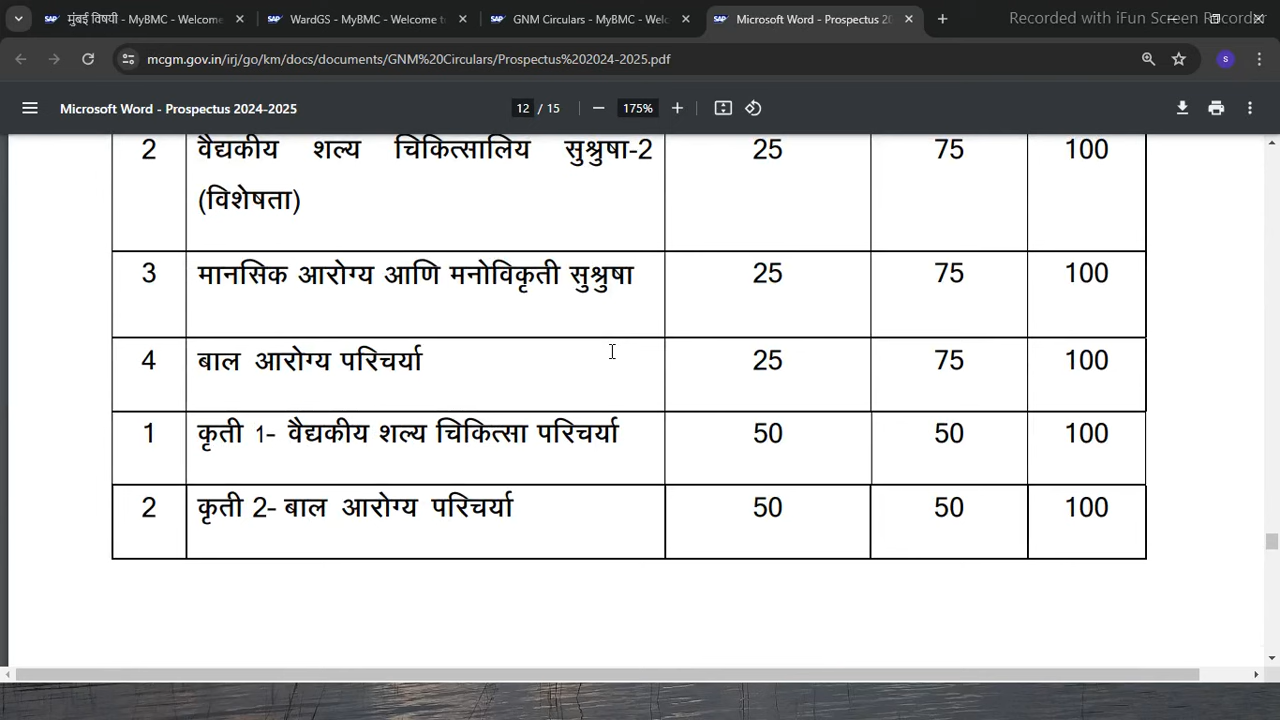 मुंबई विषयी - MyBMC - Welcome
WardGS - MyBMC - Welcome t
GNM Circulars - MyBMC - Welc
Microsoft Word - Prospectus 20
Recorded with iFun Screen Recorder
mcgm.gov.in/irj/go/km/docs/documents/GNM%20Circulars/Prospectus%202024-2025.pdf
S
Microsoft Word - Prospectus 2024-2025
12 / 15
175%
2 वैद्यकीय शल्य चिकित्सालिय सुश्रुषा-2 25 75 100
(विशेषता)
3 मानसिक आरोग्य आणि मनोविकृती सुश्रुषा 25 75 100
4 बाल आरोग्य परिचर्या 25 75 100
1 कृती 1- वैद्यकीय शल्य चिकित्सा परिचर्या 50 50 100
2 कृती 2- बाल आरोग्य परिचर्या 50 50 100